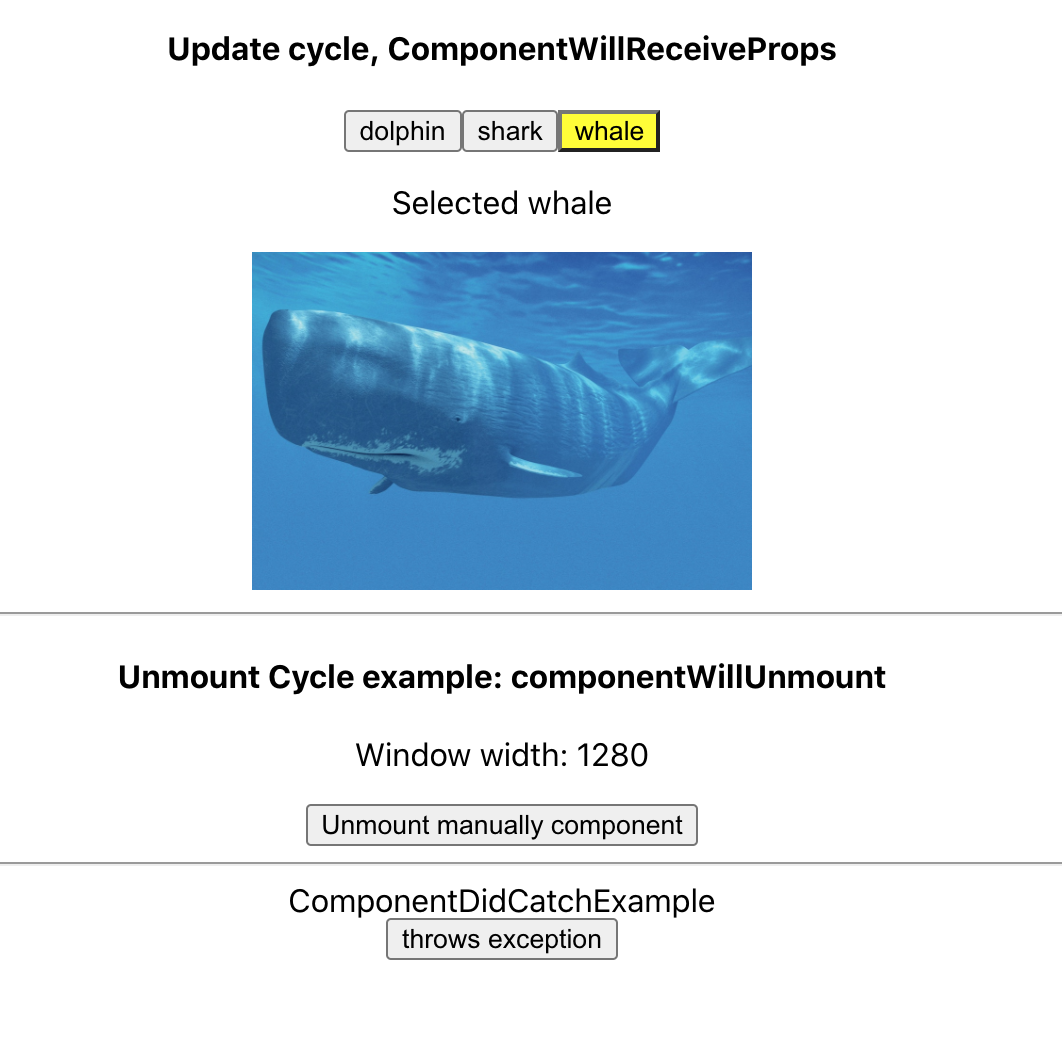 Update cycle, ComponentWillReceiveProps
dolphin shark whale
Selected whale
Unmount Cycle example: componentWillUnmount
Window width: 1280
Unmount manually component
ComponentDidCatchExample
throws exception